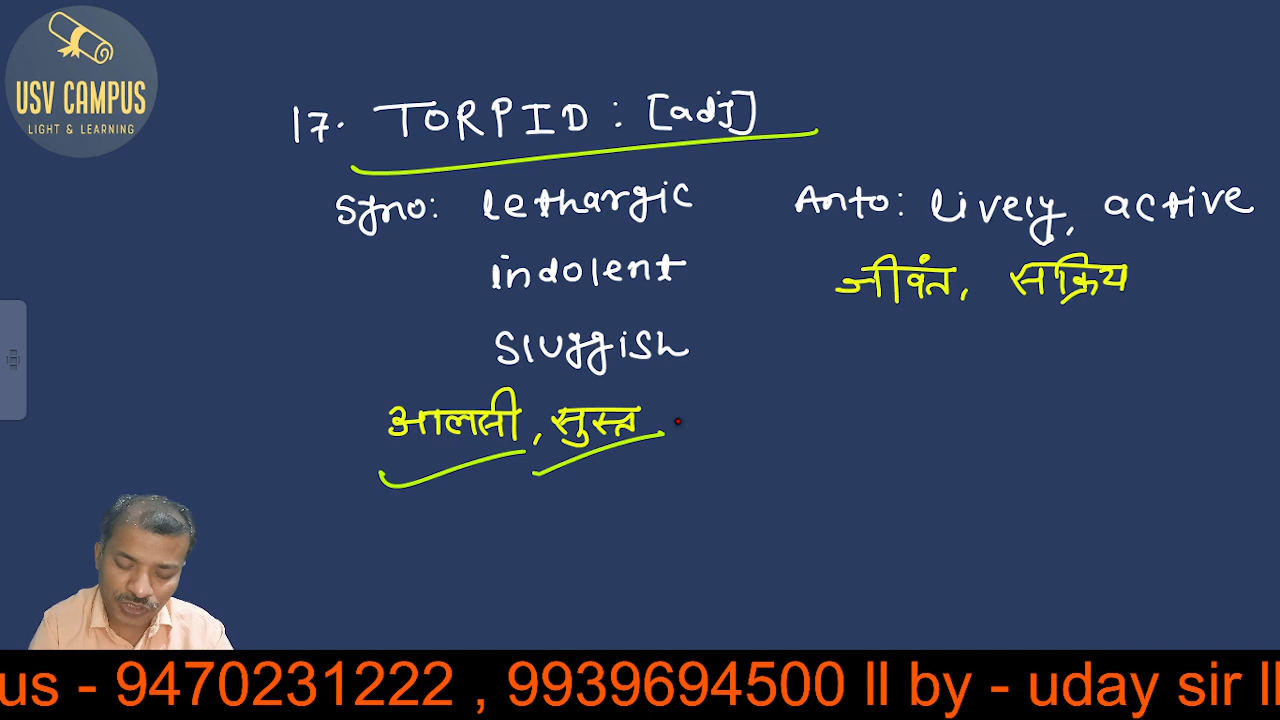 USV CAMPUS
LIGHT & LEARNING
17. TORPID : [adj]
Syno: lethargic
indolent
Sluggish
आलसी, सुस्त
Anto: lively, active
जीवंत, सक्रिय
us - 9470231222 , 9939694500 ll by - uday sir ll